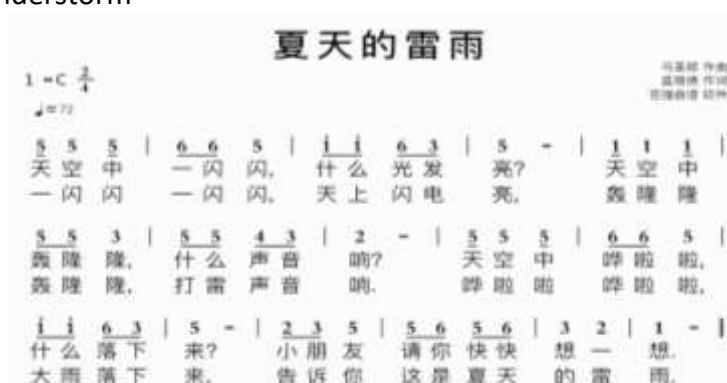 nderstorm
夏天的雷雨
1=C 2/4
♩=72
5 5 5 | 6 6 5 | i i 6 3 | 5 - | 1 1 1 |
天空中 一闪闪, 什么光发亮? 天空中
一闪闪 一闪闪, 天上闪电亮, 轰隆隆
5 5 3 | 5 5 4 3 | 2 - | 5 5 5 | 6 6 5 |
轰隆隆, 什么声音响? 天空中 哗啦啦,
轰隆隆, 打雷声音响. 哗啦啦 哗啦啦,
i i 6 3 | 5 - | 2 3 5 | 5 6 5 6 | 3 2 | 1 - ‖
什么落下来? 小朋友 请你快快想一想.
大雨落下来, 告诉你 这是夏天的雷雨.